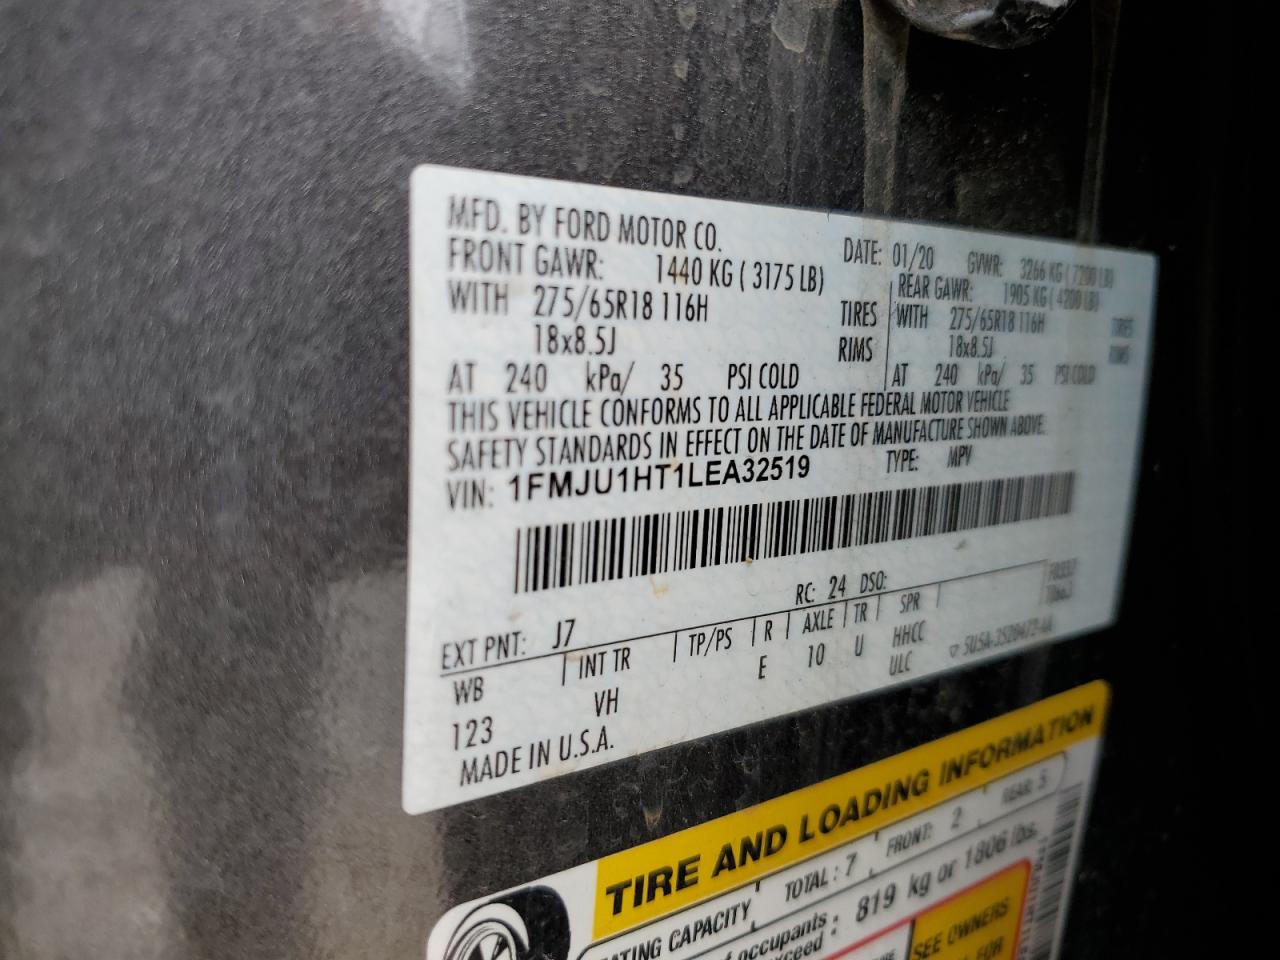 MFD. BY FORD MOTOR CO.
DATE: 01/20 GVWR: 3266 KG ( 7200 LB)
FRONT GAWR: 1440 KG ( 3175 LB)
REAR GAWR: 1905 KG ( 4200 LB)
WITH 275/65R18 116H TIRES
WITH 275/65R18 116H TIRES
18x8.5J RIMS
18x8.5J RIMS
AT 240 kPa/ 35 PSI COLD
AT 240 kPa/ 35 PSI COLD
THIS VEHICLE CONFORMS TO ALL APPLICABLE FEDERAL MOTOR VEHICLE
SAFETY STANDARDS IN EFFECT ON THE DATE OF MANUFACTURE SHOWN ABOVE.
VIN: 1FMJU1HT1LEA32519 TYPE: MPV
EXT PNT: J7 RC: 24 DSO:
WB INT TR TP/PS R AXLE TR SPR
123 VH E 10 U HHCC
ULC
MADE IN U.S.A.
TIRE AND LOADING INFORMATION
CAPACITY TOTAL : 7 FRONT: 2 REAR: 5
occupants
exceed : 819 kg or 1806 lbs.
SEE OWNERS
FOR